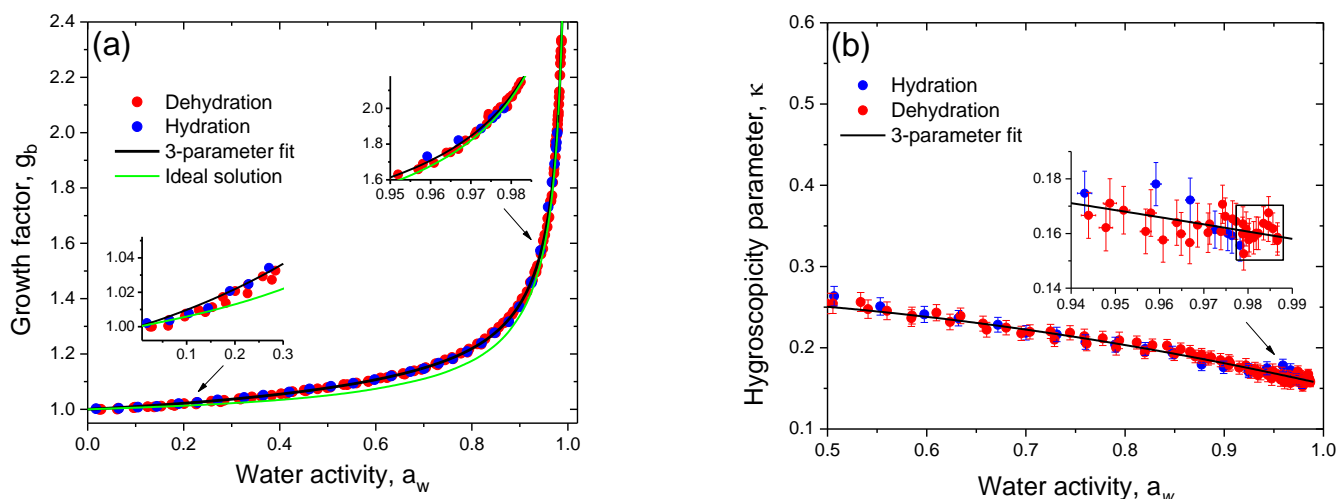 (a)
Growth factor, g_b
2.4
2.2
2.0
1.8
1.6
1.4
1.2
1.0
Dehydration
Hydration
3-parameter fit
Ideal solution
2.0
1.8
1.6
0.95 0.96 0.97 0.98
1.04
1.02
1.00
0.1 0.2 0.3
0.0 0.2 0.4 0.6 0.8 1.0
Water activity, a_w
(b)
Hygroscopicity parameter, κ
0.6
0.5
0.4
0.3
0.2
0.1
Hydration
Dehydration
3-parameter fit
0.18
0.16
0.14
0.94 0.95 0.96 0.97 0.98 0.99
0.5 0.6 0.7 0.8 0.9 1.0
Water activity, a_w